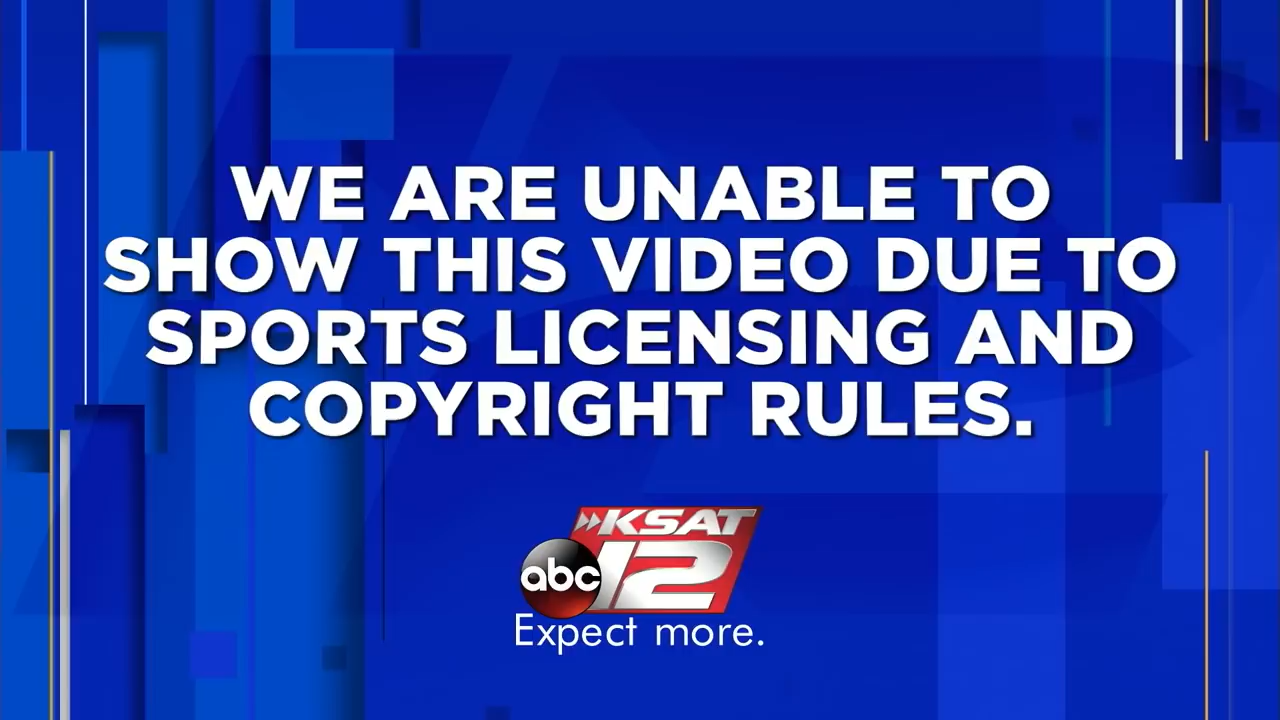 WE ARE UNABLE TO
SHOW THIS VIDEO DUE TO
SPORTS LICENSING AND
COPYRIGHT RULES.
KSAT
abc 12
Expect more.